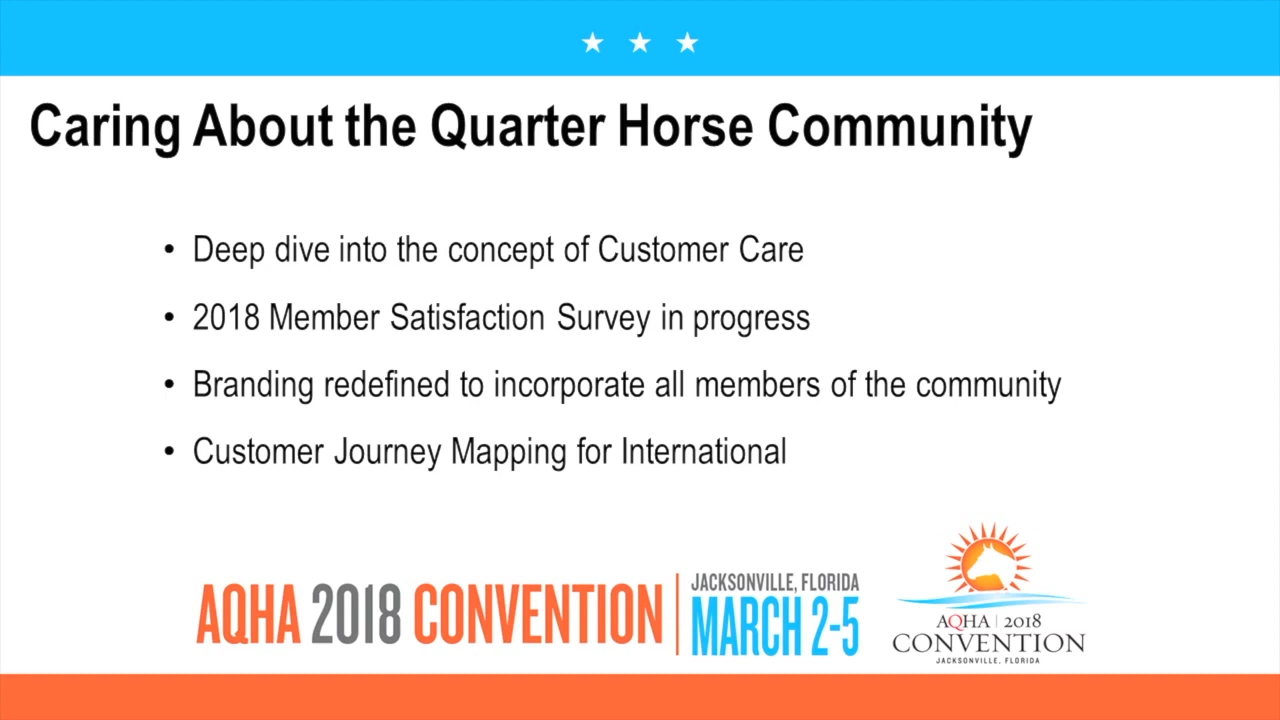 Caring About the Quarter Horse Community
• Deep dive into the concept of Customer Care
• 2018 Member Satisfaction Survey in progress
• Branding redefined to incorporate all members of the community
• Customer Journey Mapping for International
AQHA 2018 CONVENTION
JACKSONVILLE, FLORIDA
MARCH 2-5
AQHA | 2018
CONVENTION
JACKSONVILLE, FLORIDA